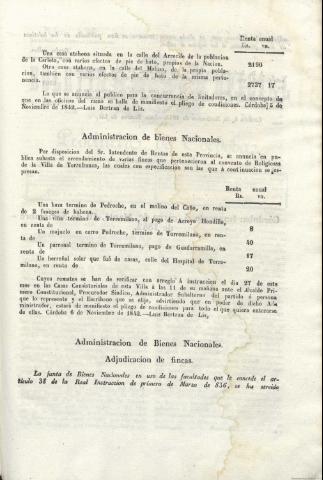 Renta anual
Rs. vn.
Una casa atahona situada en la calle del Arrecife de la poblacion
de la Carlota, con varios efectos de pie de hato, propios de la Nacion. 2190
Otra casa atahona, en la calle del Molino, de la propia pobla-
cion, tambien con varios efectos de pie de hato de la misma perte-
nencia. 2737 17
Lo que se anuncia al publico para la concurrencia de licitadores, en el concepto de
que en los oficios del ramo se halla de manifiesto el pliego de condiciones. Córdoba 5 de
Noviembre de 1842.—Luis Bertran de Lis.
Administracion de bienes Nacionales.
Por disposicion del Sr. Intendente de Rentas de esta Provincia, se anuncia en pu-
blica subasta el arrendamiento de varias fincas que pertenecieron al convento de Religiosas
de la Villa de Torremilano, las cuales con especificacion son las que á continuacion se es-
presan.
Renta anual
Rs. vn.
Una haza termino de Pedroche, en el molino del Caño, en renta
de 2 fanegas de habena.
Una villa termino de Torremilano, al pago de Arroyo Hondillo,
en renta de 8
Un majuelo en cerro Pedroche, termino de Torremilano, en ren-
ta de 40
Un parronal termino de Torremilano, pago de Guadarramilla, en
renta de 17
Un herreñal solar que fué de casas, calle del Hospital de Torre-
milano, en renta de 20
Cuyos remates se han de verificar con arreglo á instruccion el dia 27 de este
mes en las Casas Consistoriales de esta Villa á las 11 de su mañana ante el Alcalde Pri-
mero Constitucional, Procurador Sindico, Administrador Subalterno del partido ó persona
que lo represente y el Escribano que se elija, advirtiendo que en poder de dicho Ad-
ministrador, estará de manifiesto el pliego de condiciones para todo el que quiera enterarse
de ellas. Córdoba 6 de Noviembre de 1842.—Luis Bertran de Lis.
Administracion de Bienes Nacionales.
Adjudicacion de fincas.
La junta de Bienes Nacionales en uso de las facultades que le concede el ar-
tículo 38 de la Real Instruccion de primero de Marzo de 836, se ha servido